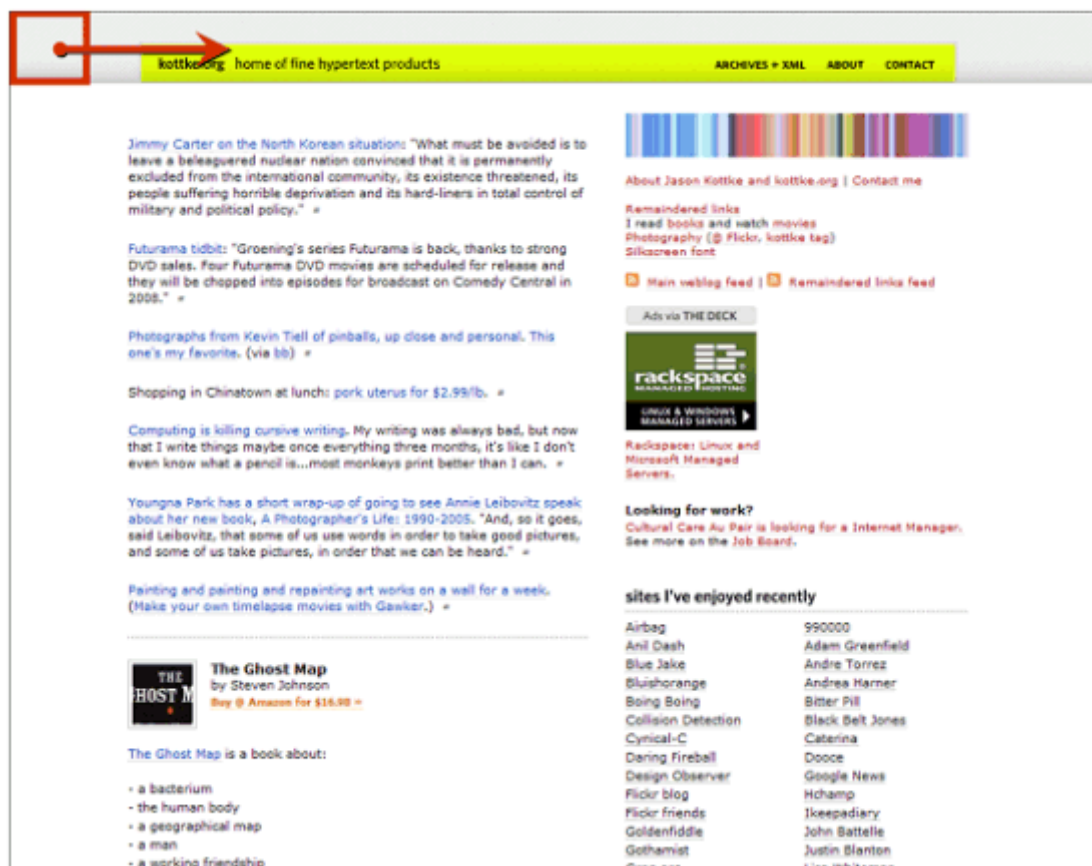 kottke.org home of fine hypertext products
ARCHIVES + XML ABOUT CONTACT
Jimmy Carter on the North Korean situation: "What must be avoided is to
leave a beleaguered nuclear nation convinced that it is permanently
excluded from the international community, its existence threatened, its
people suffering horrible deprivation and its hard-liners in total control of
military and political policy." #
Futurama tidbit: "Groening's series Futurama is back, thanks to strong
DVD sales. Four Futurama DVD movies are scheduled for release and
they will be chopped into episodes for broadcast on Comedy Central in
2008." #
Photographs from Kevin Tiell of pinballs, up close and personal. This
one's my favorite. (via bb) #
Shopping in Chinatown at lunch: pork uterus for $2.99/lb. #
Computing is killing cursive writing. My writing was always bad, but now
that I write things maybe once everything three months, it's like I don't
even know what a pencil is...most monkeys print better than I can. #
Youngna Park has a short wrap-up of going to see Annie Leibovitz speak
about her new book, A Photographer's Life: 1990-2005. "And, so it goes,
said Leibovitz, that some of us use words in order to take good pictures,
and some of us take pictures, in order that we can be heard." #
Painting and painting and repainting art works on a wall for a week.
(Make your own timelapse movies with Gawker.) #
THE
GHOST M
The Ghost Map
by Steven Johnson
Buy @ Amazon for $16.98 »
The Ghost Map is a book about:
- a bacterium
- the human body
- a geographical map
- a man
- a working friendship
About Jason Kottke and kottke.org | Contact me
Remaindered links
I read books and watch movies
Photography (@ Flickr, kottke tag)
Silkscreen font
Main weblog feed | Remaindered links feed
Ads via THE DECK
rackspace
MANAGED HOSTING
LINUX & WINDOWS
MANAGED SERVERS
Rackspace: Linux and
Microsoft Managed
Servers.
Looking for work?
Cultural Care Au Pair is looking for a Internet Manager.
See more on the Job Board.
sites I've enjoyed recently
Airbag
Anil Dash
Blue Jake
Bluishorange
Boing Boing
Collision Detection
Cynical-C
Daring Fireball
Design Observer
Flickr blog
Flickr friends
Goldenfiddle
Gothamist
990000
Adam Greenfield
Andre Torrez
Andrea Harner
Bitter Pill
Black Belt Jones
Caterina
Dooce
Google News
Hchamp
Ikeepadiary
John Battelle
Justin Blanton